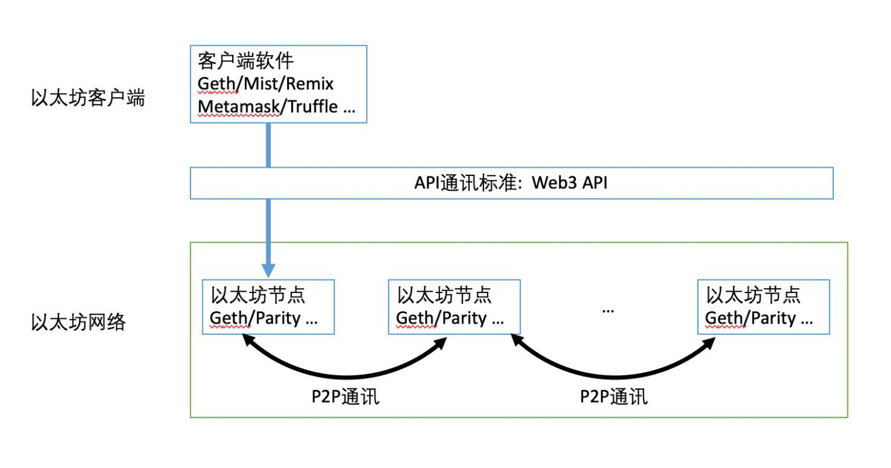 客户端软件
Geth/Mist/Remix
Metamask/Truffle ...
以太坊客户端
API通讯标准: Web3 API
以太坊节点
Geth/Parity ...
以太坊节点
Geth/Parity ...
...
以太坊节点
Geth/Parity ...
以太坊网络
P2P通讯
P2P通讯